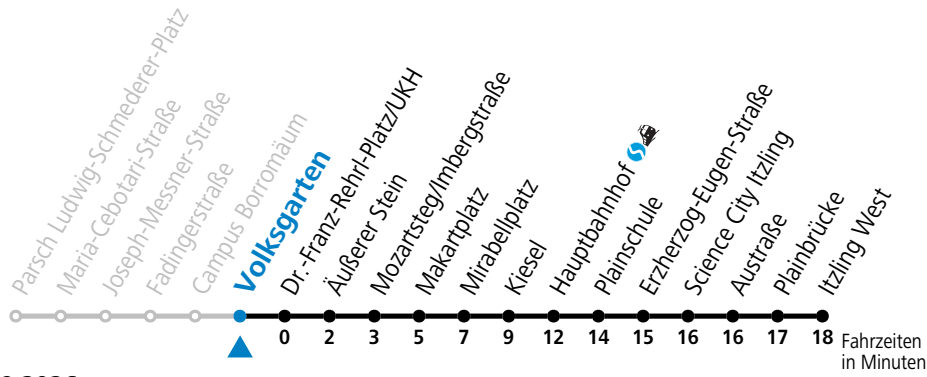 Parsch Ludwig-Schmederer-Platz
Maria-Cebotari-Straße
Joseph-Messner-Straße
Fadingerstraße
Campus Borromäum
Volksgarten
Dr.-Franz-Rehrl-Platz/UKH
Äußerer Stein
Mozartsteg/Imbergstraße
Makartplatz
Mirabellplatz
Kiesel
Hauptbahnhof
Plainschule
Erzherzog-Eugen-Straße
Science City Itzling
Austraße
Plainbrücke
Itzling West
0 2 3 5 7 9 12 14 15 16 16 17 18 Fahrzeiten
in Minuten